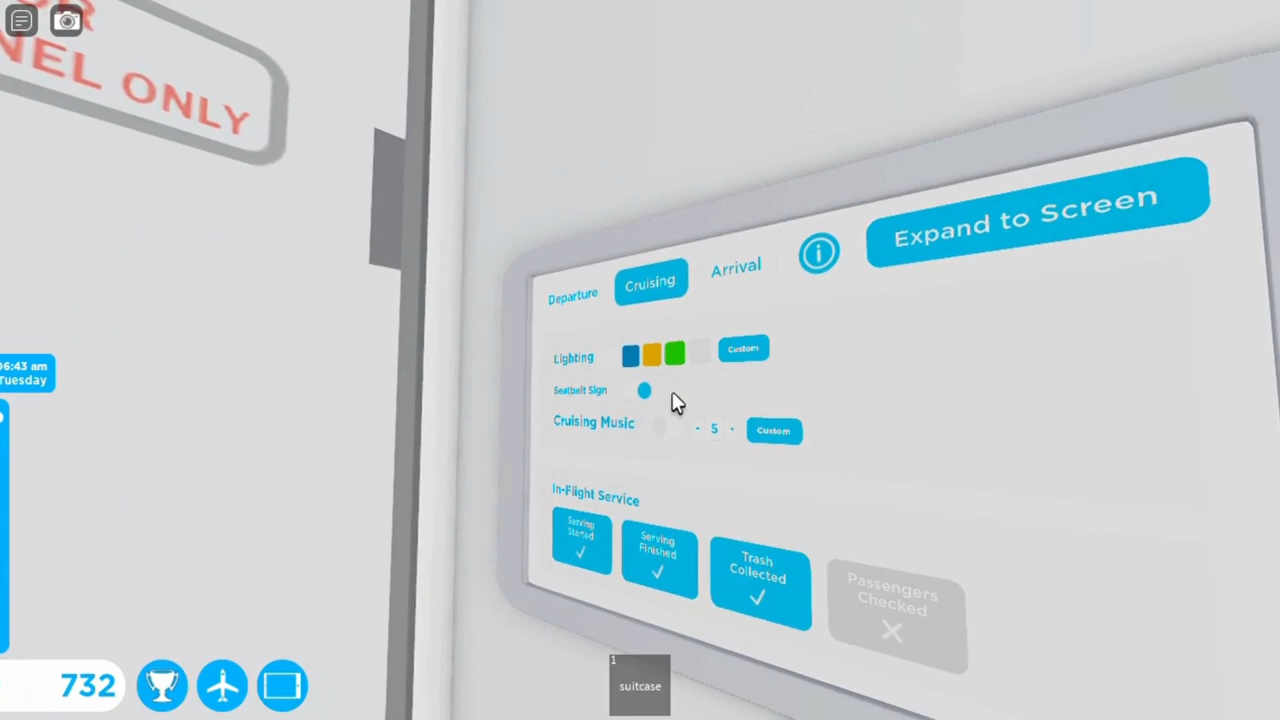 NEL ONLY
Expand to Screen
Departure
Cruising
Arrival
i
Lighting
Custom
Seatbelt Sign
Cruising Music
- 5 -
Custom
06:43 am
Tuesday
In-Flight Service
Serving
Started
Serving
Finished
Trash
Collected
Passengers
Checked
732
1
suitcase